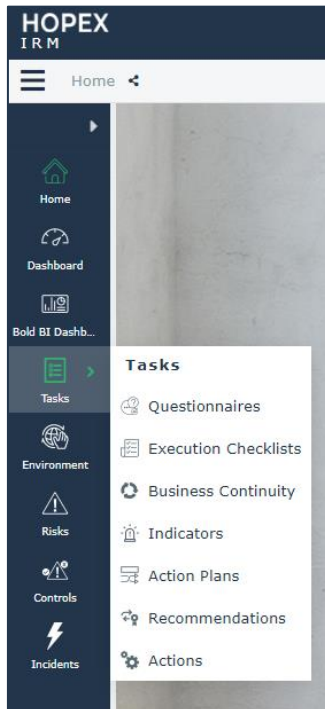 HOPEX
IRM
Home
Home
Dashboard
Bold BI Dashb...
Tasks
Environment
Risks
Controls
Incidents
Tasks
Questionnaires
Execution Checklists
Business Continuity
Indicators
Action Plans
Recommendations
Actions